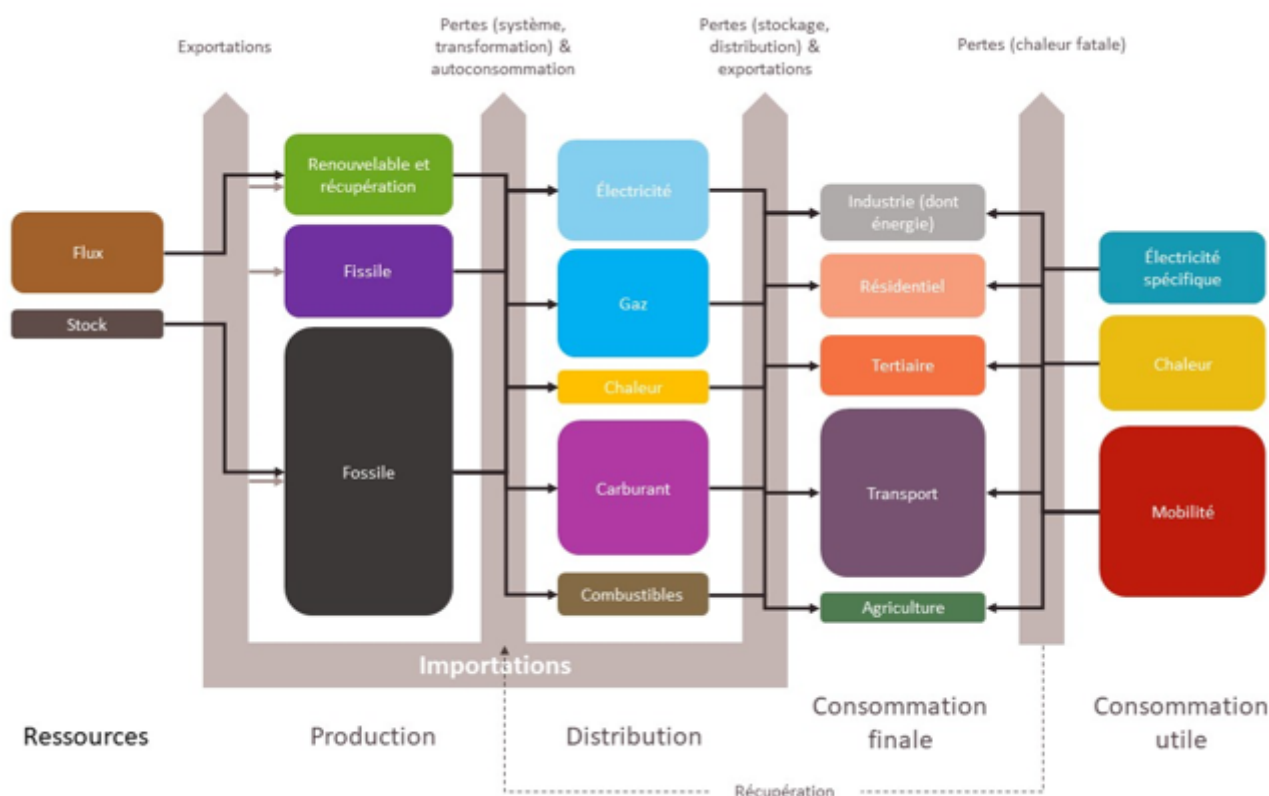 Exportations
Pertes (système,
transformation) &
autoconsommation
Pertes (stockage,
distribution) &
exportations
Pertes (chaleur fatale)
Flux
Stock
Renouvelable et
récupération
Fissile
Fossile
Électricité
Gaz
Chaleur
Carburant
Combustibles
Industrie (dont
énergie)
Résidentiel
Tertiaire
Transport
Agriculture
Électricité
spécifique
Chaleur
Mobilité
Importations
Ressources
Production
Distribution
Consommation
finale
Consommation
utile
Récupération